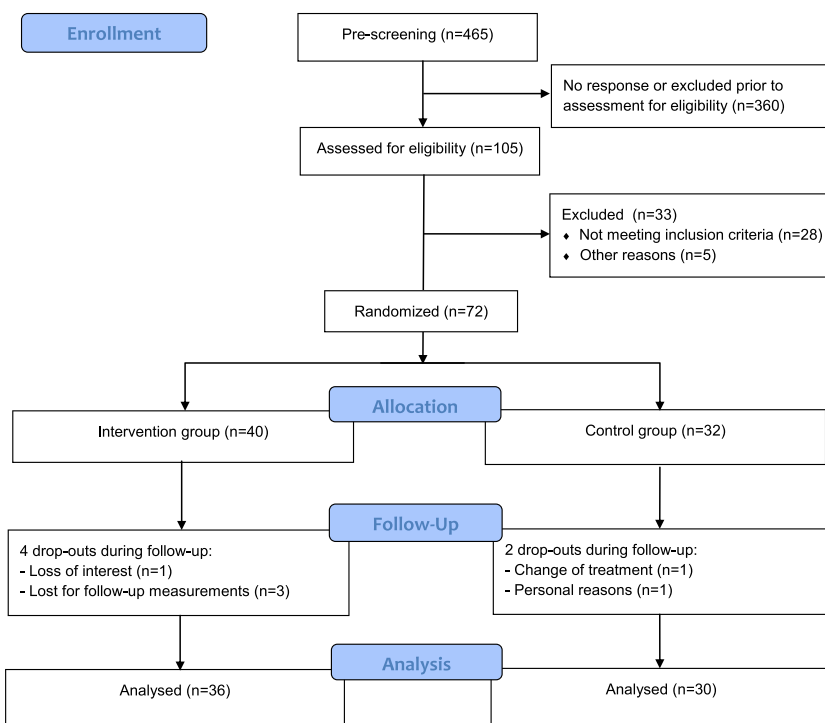 Enrollment
Pre-screening (n=465)
No response or excluded prior to
assessment for eligibility (n=360)
Assessed for eligibility (n=105)
Excluded (n=33)
♦ Not meeting inclusion criteria (n=28)
♦ Other reasons (n=5)
Randomized (n=72)
Allocation
Intervention group (n=40)
Control group (n=32)
Follow-Up
4 drop-outs during follow-up:
- Loss of interest (n=1)
- Lost for follow-up measurements (n=3)
2 drop-outs during follow-up:
- Change of treatment (n=1)
- Personal reasons (n=1)
Analysis
Analysed (n=36)
Analysed (n=30)